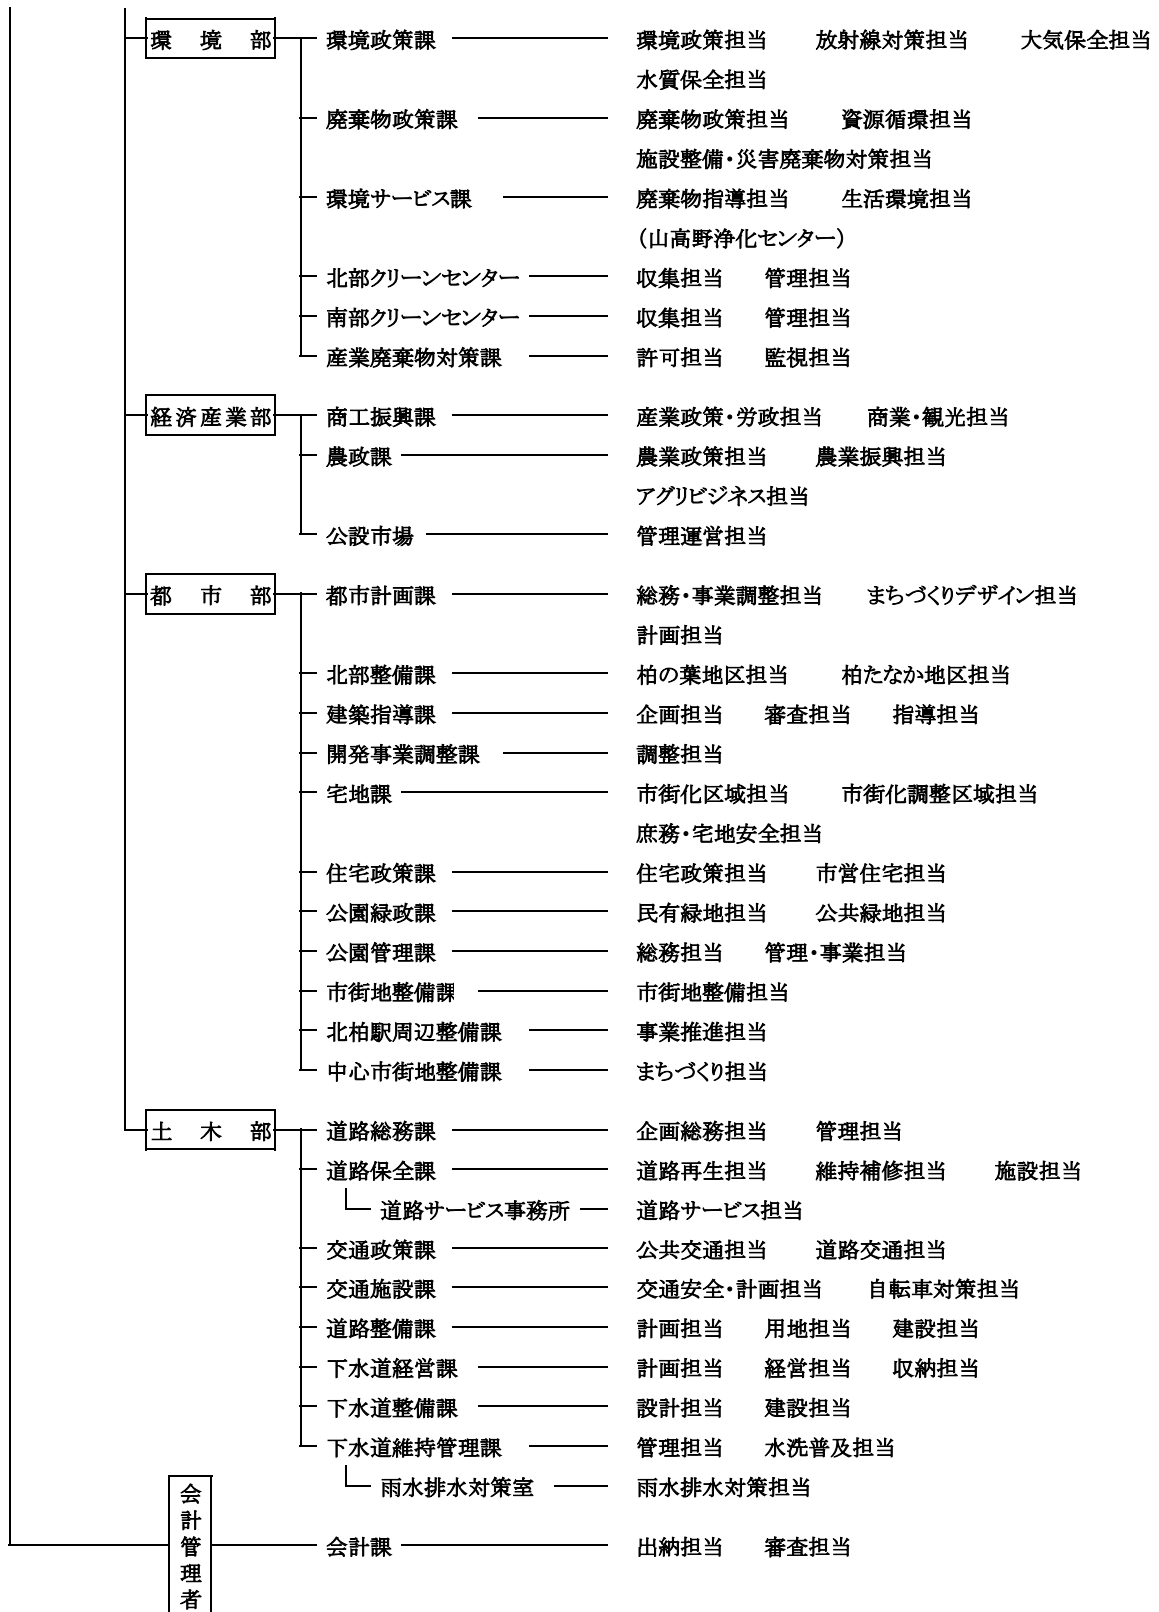 環境部 環境政策課 環境政策担当 放射線対策担当 大気保全担当
水質保全担当
廃棄物政策課 廃棄物政策担当 資源循環担当
施設整備・災害廃棄物対策担当
環境サービス課 廃棄物指導担当 生活環境担当
(山高野浄化センター)
北部クリーンセンター 収集担当 管理担当
南部クリーンセンター 収集担当 管理担当
産業廃棄物対策課 許可担当 監視担当
経済産業部 商工振興課 産業政策・労政担当 商業・観光担当
農政課 農業政策担当 農業振興担当
アグリビジネス担当
公設市場 管理運営担当
都市部 都市計画課 総務・事業調整担当 まちづくりデザイン担当
計画担当
北部整備課 柏の葉地区担当 柏たなか地区担当
建築指導課 企画担当 審査担当 指導担当
開発事業調整課 調整担当
宅地課 市街化区域担当 市街化調整区域担当
庶務・宅地安全担当
住宅政策課 住宅政策担当 市営住宅担当
公園緑政課 民有緑地担当 公共緑地担当
公園管理課 総務担当 管理・事業担当
市街地整備課 市街地整備担当
北柏駅周辺整備課 事業推進担当
中心市街地整備課 まちづくり担当
土木部 道路総務課 企画総務担当 管理担当
道路保全課 道路再生担当 維持補修担当 施設担当
道路サービス事務所 道路サービス担当
交通政策課 公共交通担当 道路交通担当
交通施設課 交通安全・計画担当 自転車対策担当
道路整備課 計画担当 用地担当 建設担当
下水道経営課 計画担当 経営担当 収納担当
下水道整備課 設計担当 建設担当
下水道維持管理課 管理担当 水洗普及担当
雨水排水対策室 雨水排水対策担当
会計管理者 会計課 出納担当 審査担当